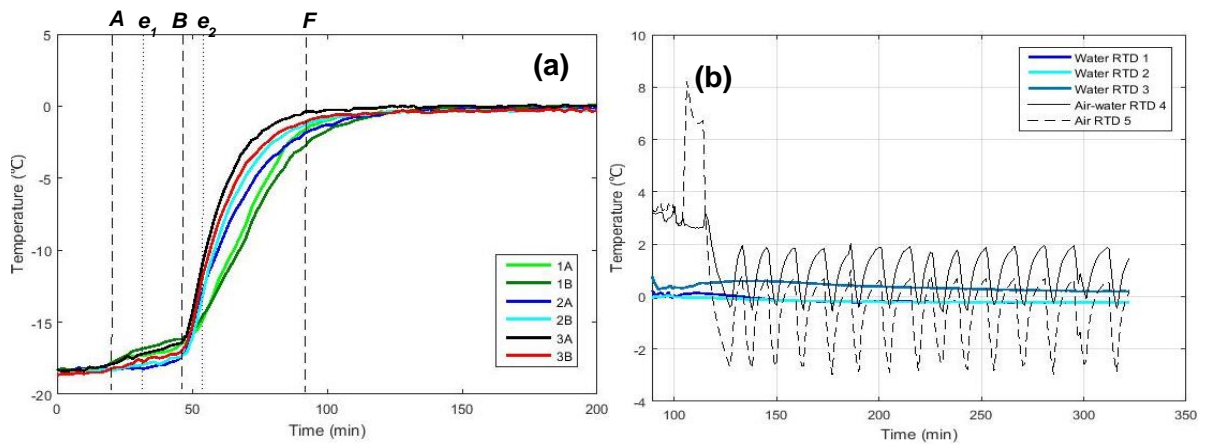 A e1 B e2 F
(a)
5
0
-5
-10
-15
-20
Temperature (℃)
0 50 100 150 200
Time (min)
1A
1B
2A
2B
3A
3B
(b)
10
8
6
4
2
0
-2
-4
Temperature (℃)
100 150 200 250 300 350
Time (min)
Water RTD 1
Water RTD 2
Water RTD 3
Air-water RTD 4
Air RTD 5